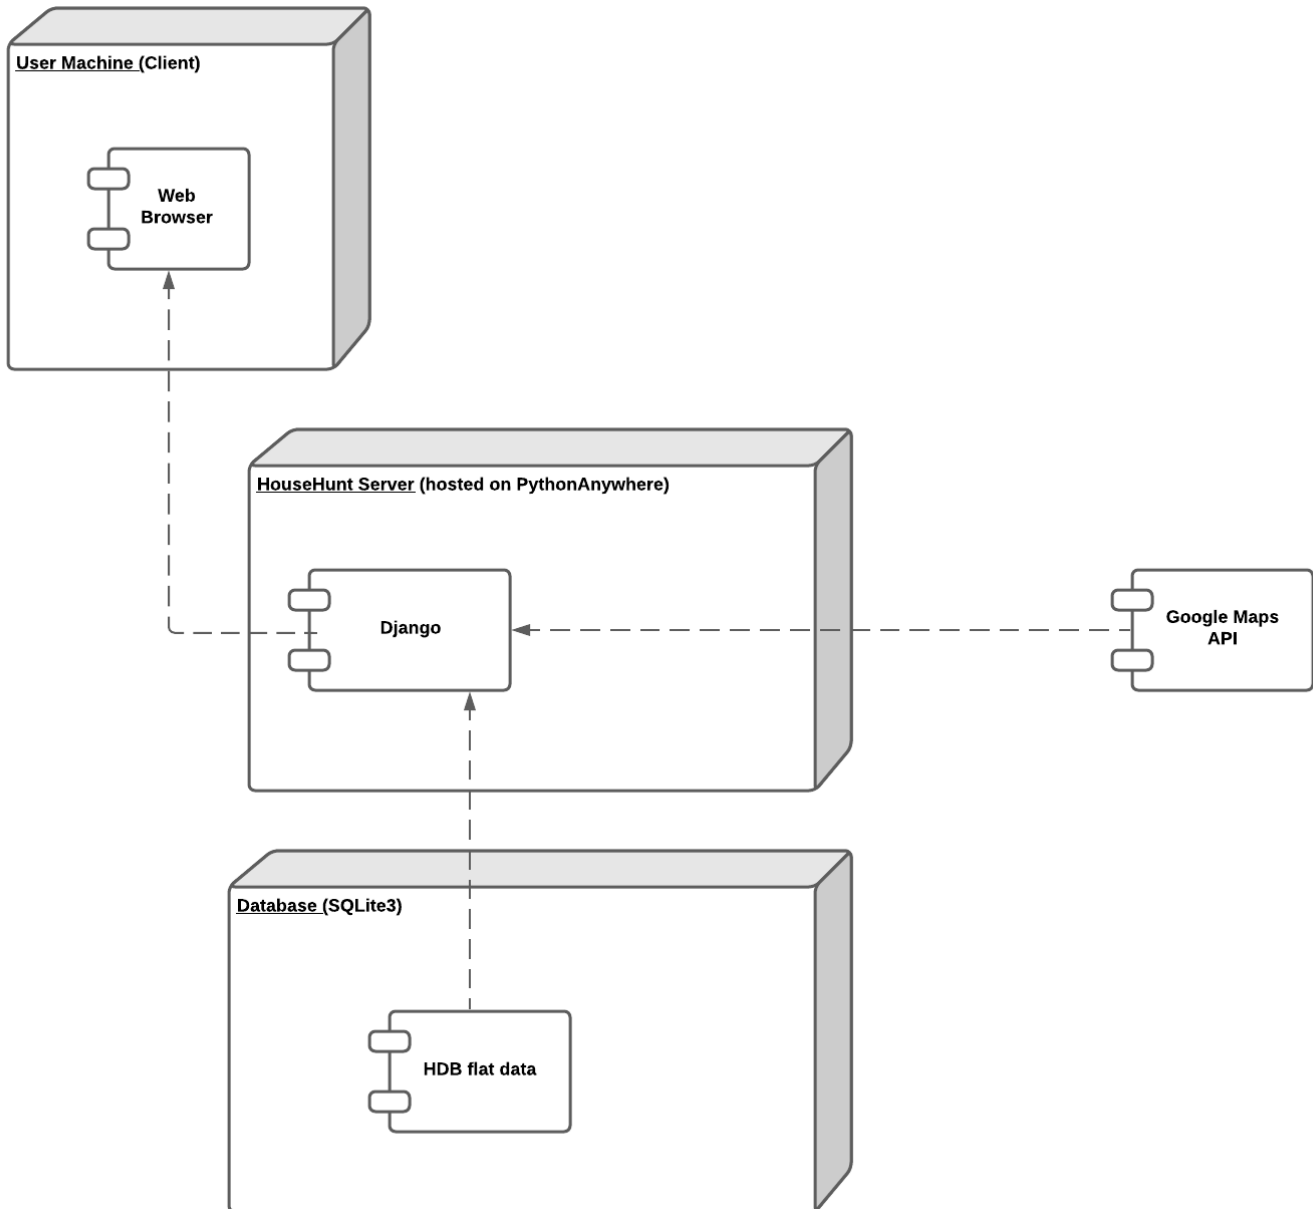 User Machine (Client)
Web
Browser
HouseHunt Server (hosted on PythonAnywhere)
Django
Google Maps
API
Database (SQLite3)
HDB flat data